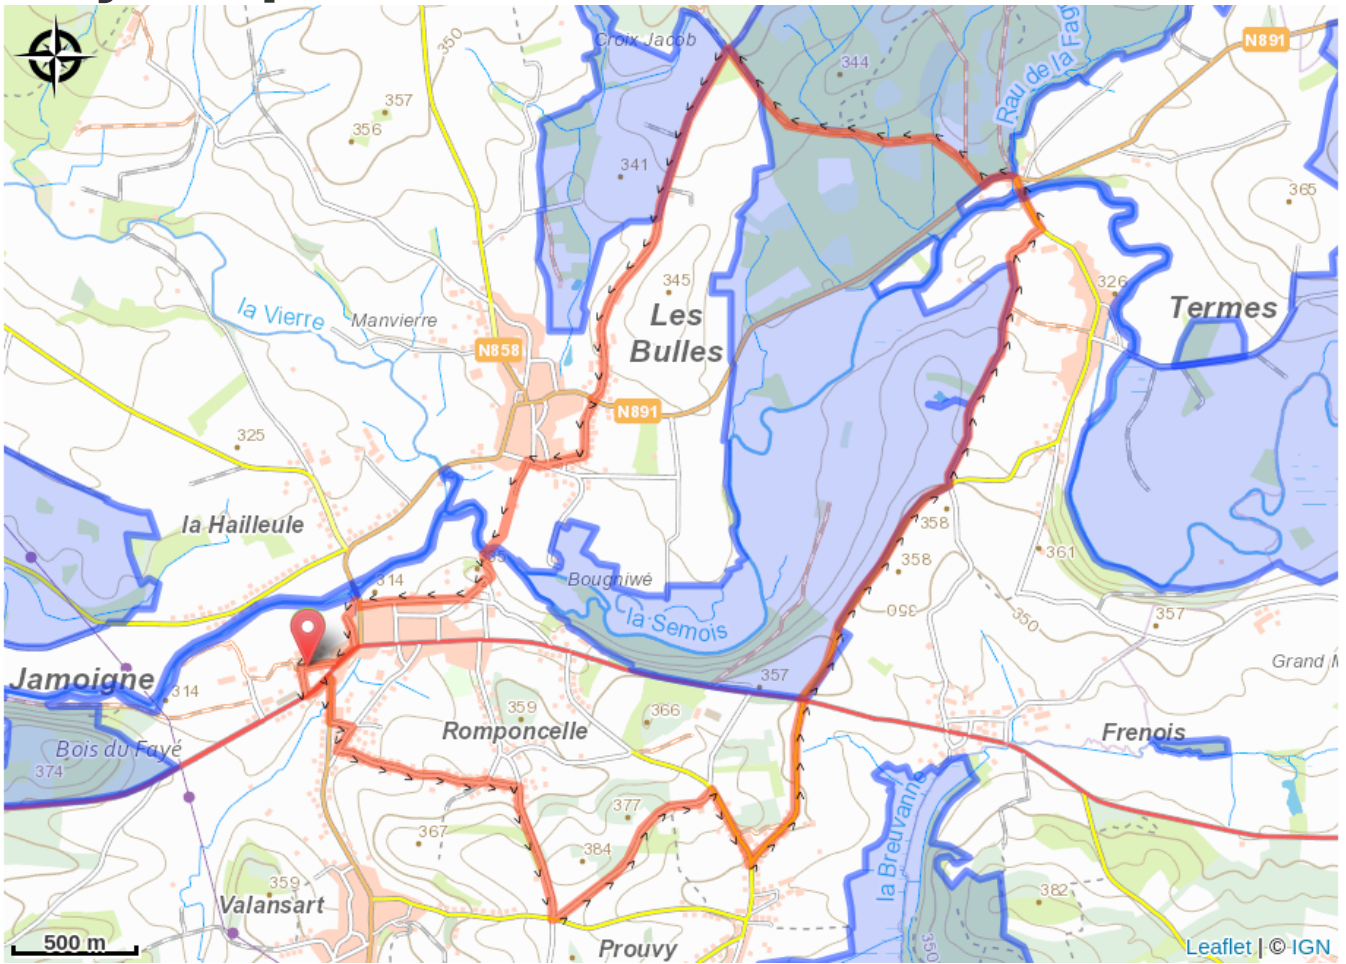 Croix Jacob
350
344
Rau de la Fag
N891
357
356
341
365
345
326
la Vierre
Manvierre
Les
Bulles
Termes
N858
N891
325
358
la Hailleule
358
361
Bougniwé
314
350
350
357
la Semois
Jamoigne
314
357
Grand M
359
366
Romponcelle
Frenois
Bois du Fayé
374
377
367
384
la Breuvanne
359
382
Valansart
350
500 m
Prouvy
Leaflet | © IGN